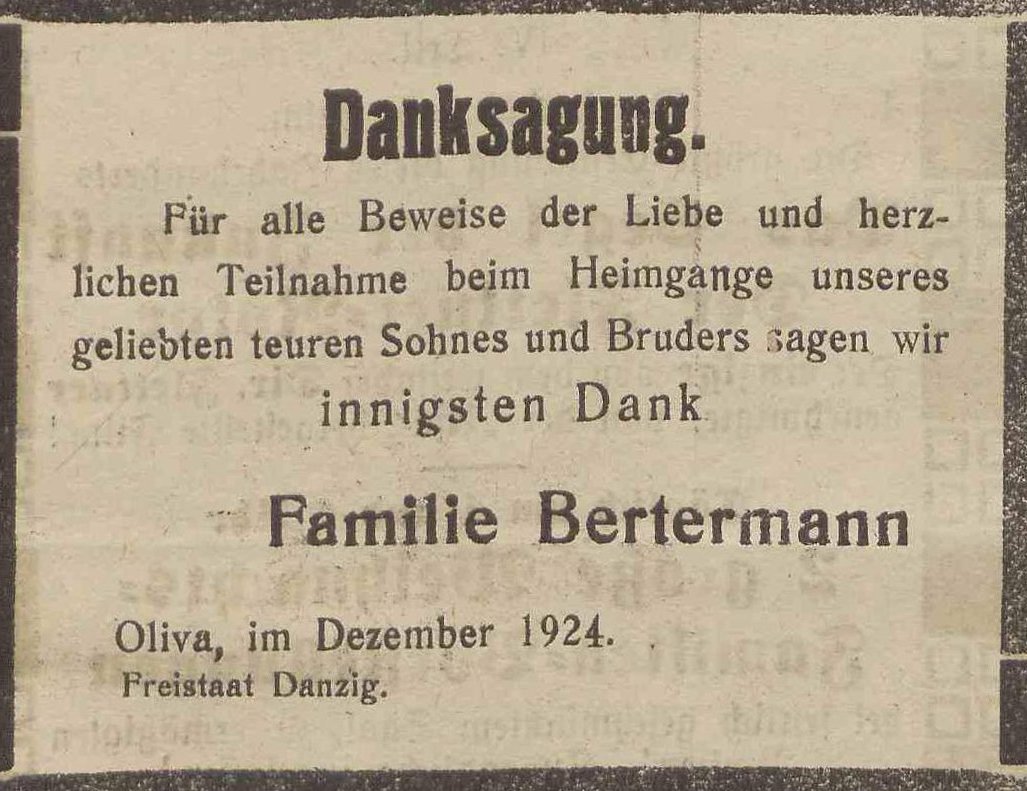 Danksagung.
Für alle Beweise der Liebe und herz-
lichen Teilnahme beim Heimgange unseres
geliebten teuren Sohnes und Bruders sagen wir
innigsten Dank
Familie Bertermann
Oliva, im Dezember 1924.
Freistaat Danzig.